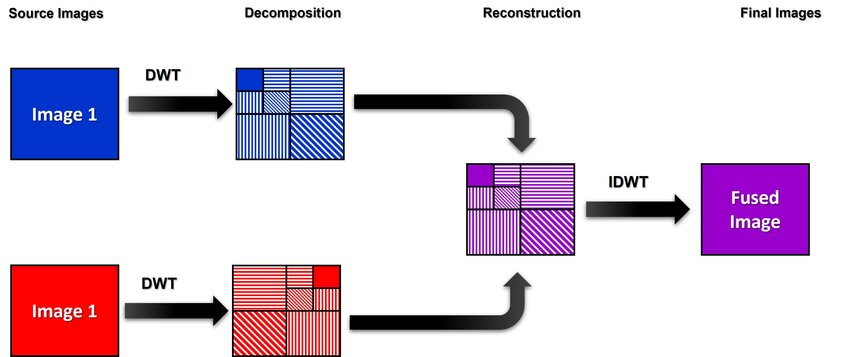 Source Images
Decomposition
Reconstruction
Final Images
DWT
Image 1
IDWT
Fused
Image
DWT
Image 1